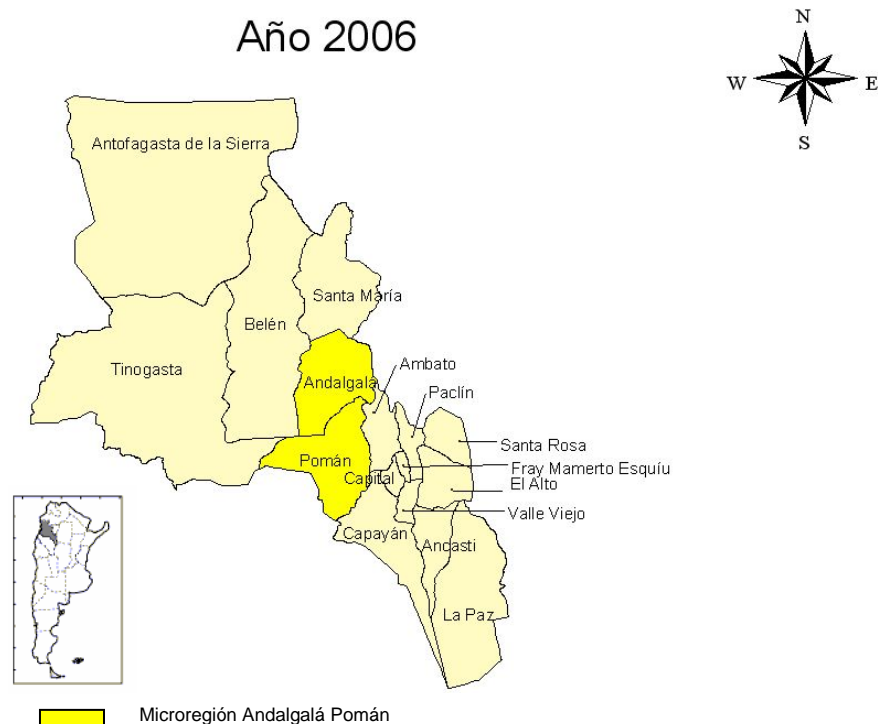 Año 2006
N
W
E
S
Antofagasta de la Sierra
Santa María
Belén
Tinogasta
Andalgalá
Ambato
Paclín
Santa Rosa
Pomán
Fray Mamerto Esquíu
Capital
El Alto
Valle Viejo
Capayán
Ancasti
La Paz
Microregión Andalgalá Pomán